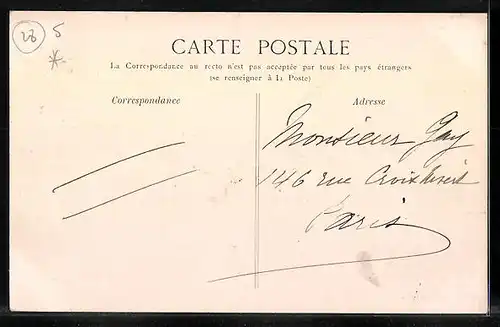 28
5
*
CARTE POSTALE
La Correspondance au recto n'est pas acceptée par tous les pays étrangers
(se renseigner à la Poste)
Correspondance
Adresse
Monsieur Gay
146 rue Croix Nivert
Paris